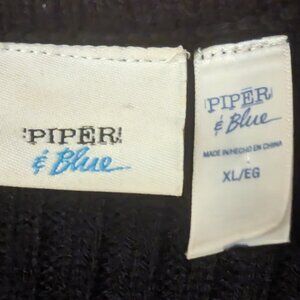 PIPER
& Blue
PIPER
& Blue
MADE IN/HECHO EN CHINA
XL/EG